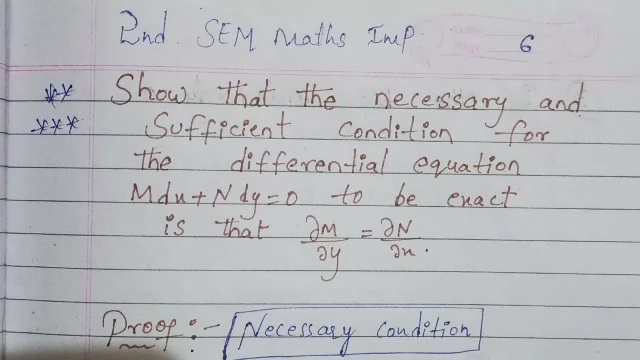 2nd. SEM Maths Imp. 6
** Show that the necessary and
*** Sufficient Condition for
the differential equation
Mdx+Ndy=0 to be exact
is that ∂M/∂y = ∂N/∂x.
Proof:- Necessary condition